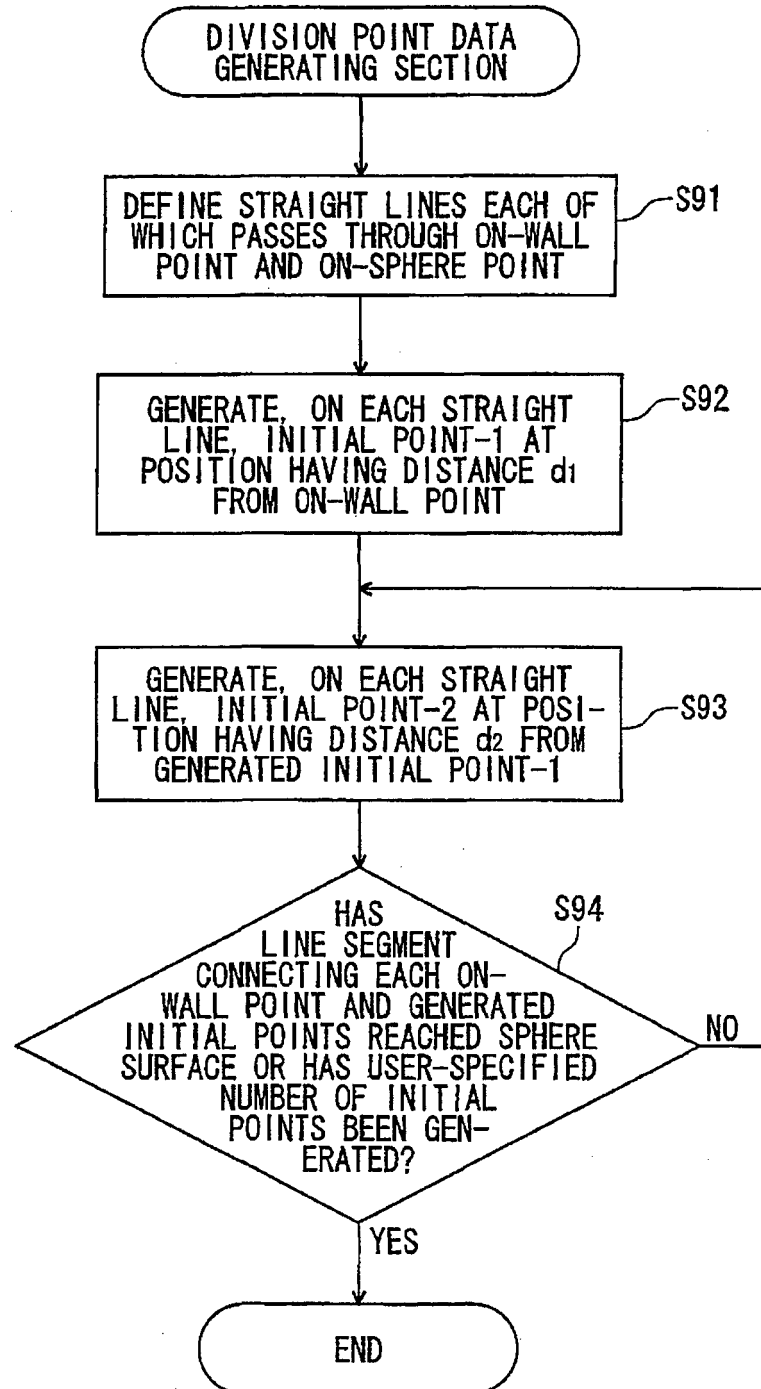 DIVISION POINT DATA
GENERATING SECTION
DEFINE STRAIGHT LINES EACH OF
WHICH PASSES THROUGH ON-WALL
POINT AND ON-SPHERE POINT
S91
GENERATE, ON EACH STRAIGHT
LINE, INITIAL POINT-1 AT
POSITION HAVING DISTANCE d1
FROM ON-WALL POINT
S92
GENERATE, ON EACH STRAIGHT
LINE, INITIAL POINT-2 AT POSI-
TION HAVING DISTANCE d2 FROM
GENERATED INITIAL POINT-1
S93
HAS
LINE SEGMENT
CONNECTING EACH ON-
WALL POINT AND GENERATED
INITIAL POINTS REACHED SPHERE
SURFACE OR HAS USER-SPECIFIED
NUMBER OF INITIAL
POINTS BEEN GEN-
ERATED?
S94
NO
YES
END